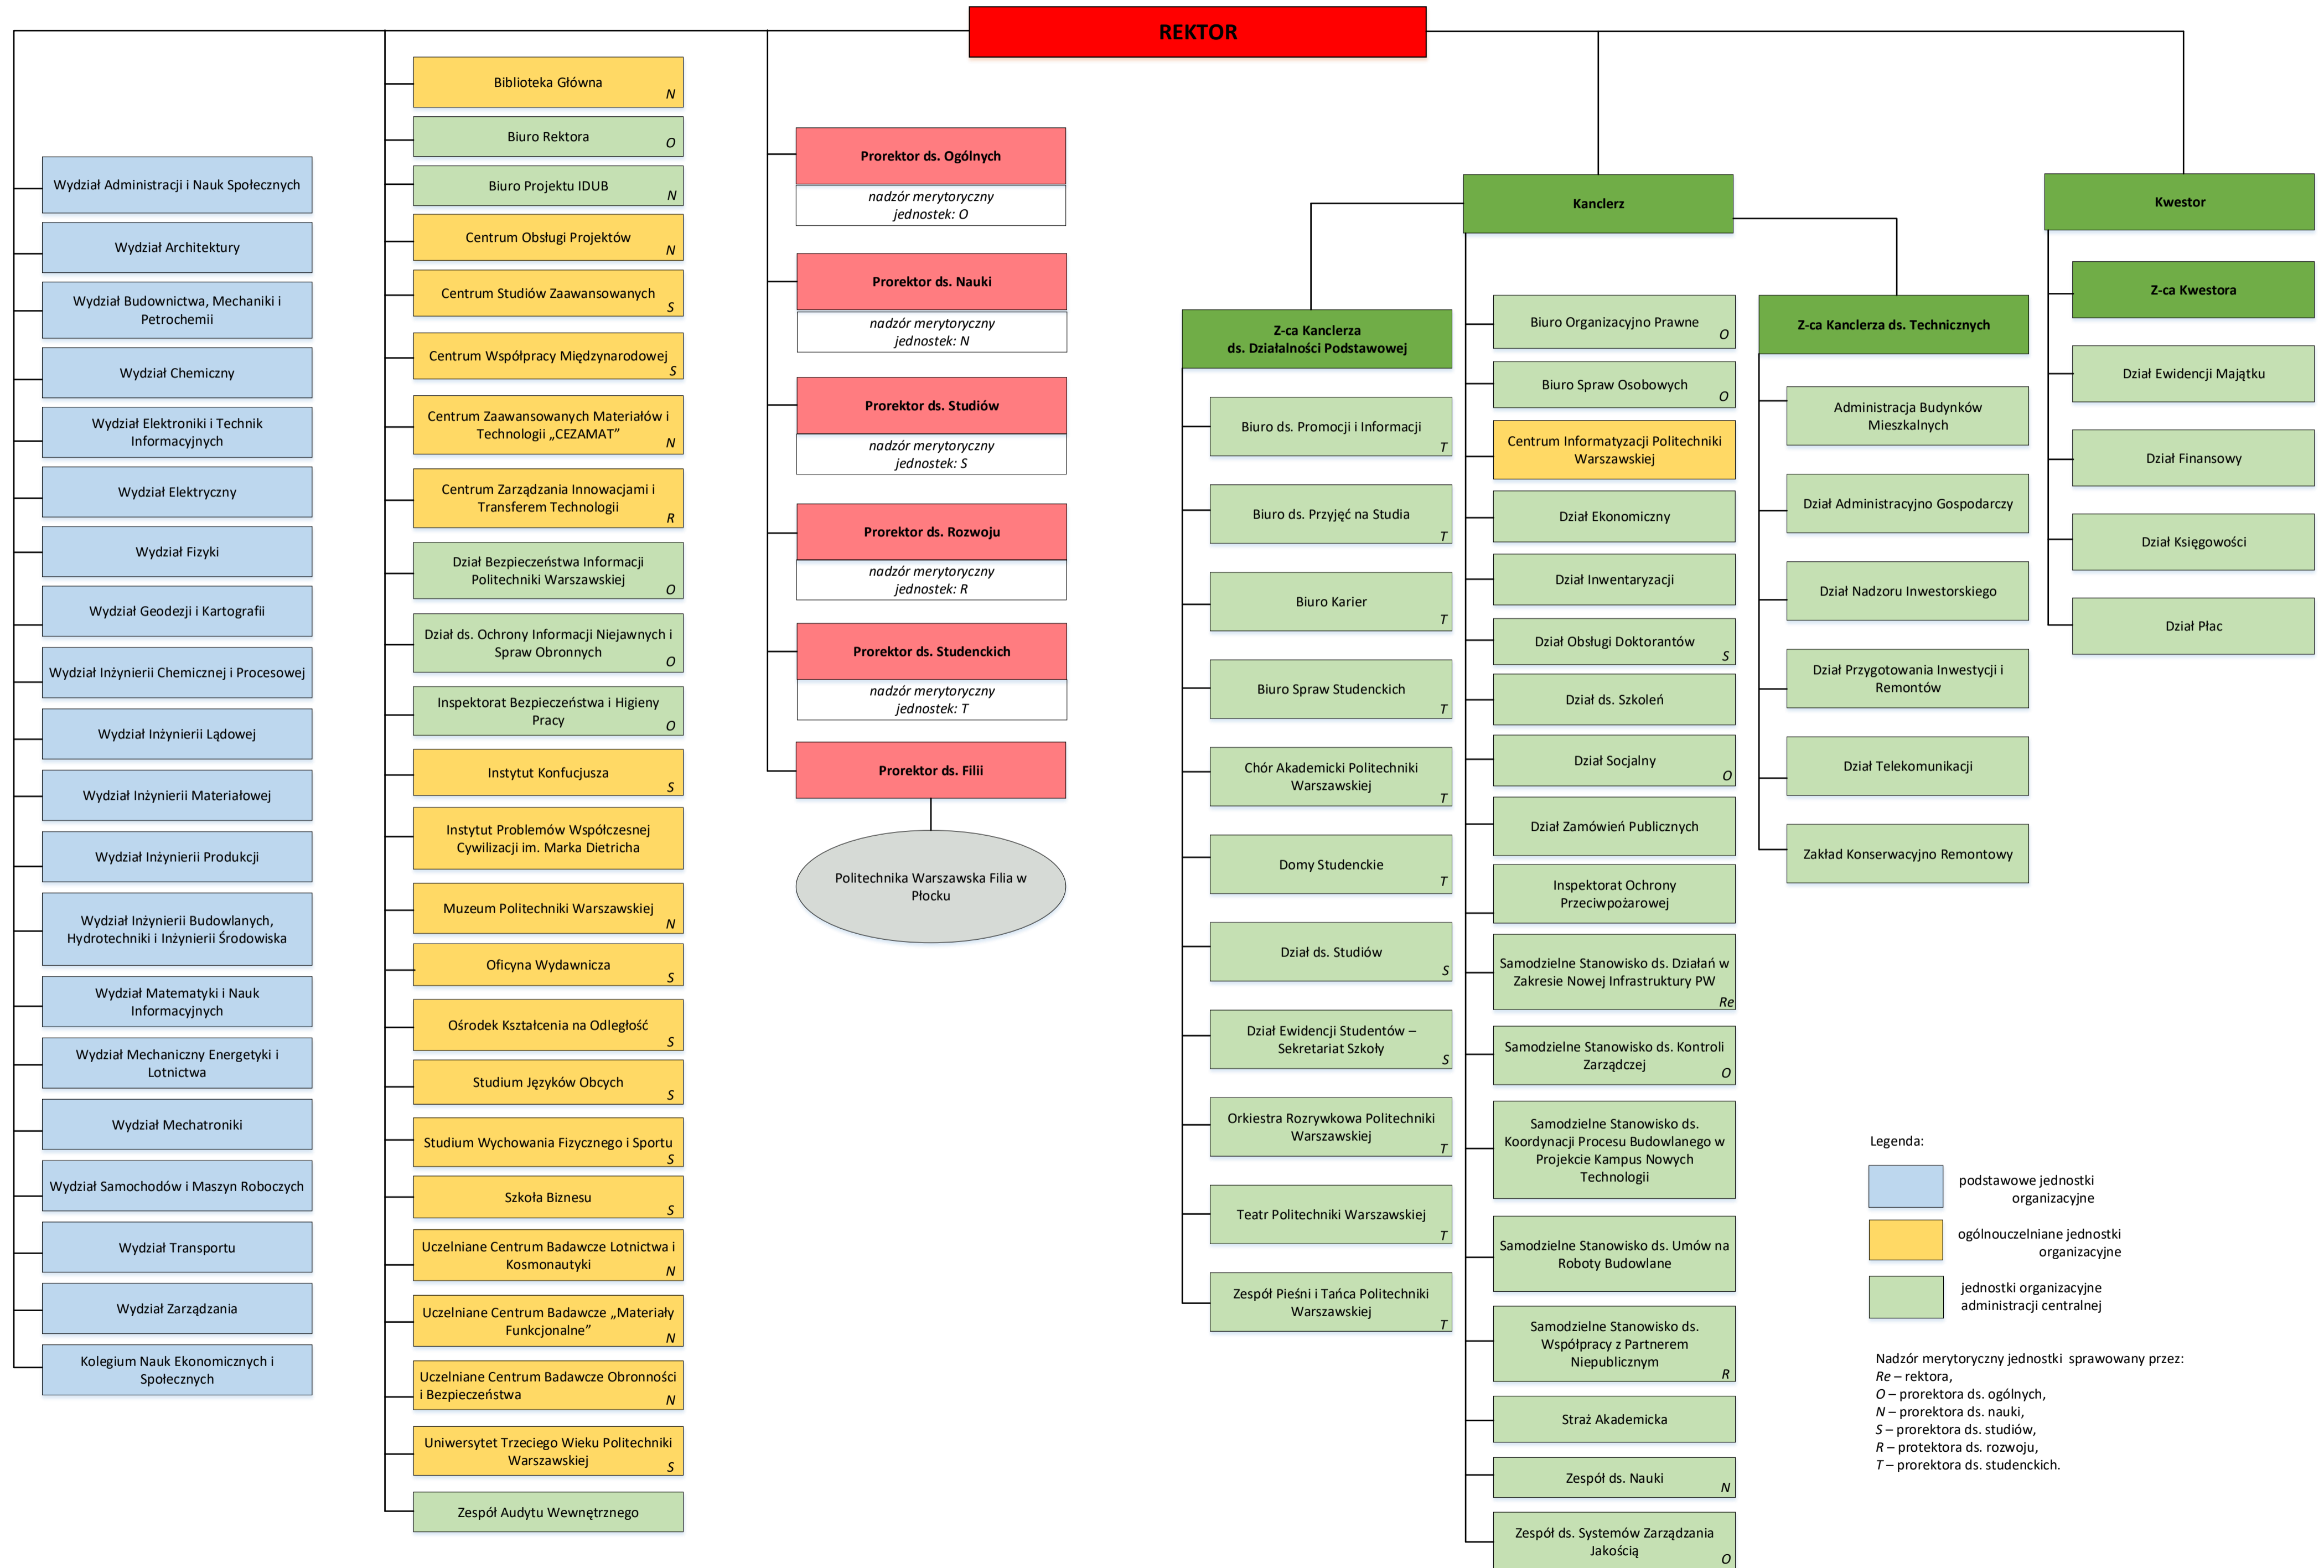 REKTOR
Wydział Administracji i Nauk Społecznych
Wydział Architektury
Wydział Budownictwa, Mechaniki i
Petrochemii
Wydział Chemiczny
Wydział Elektroniki i Technik
Informacyjnych
Wydział Elektryczny
Wydział Fizyki
Wydział Geodezji i Kartografii
Wydział Inżynierii Chemicznej i Procesowej
Wydział Inżynierii Lądowej
Wydział Inżynierii Materiałowej
Wydział Inżynierii Produkcji
Wydział Inżynierii Budowlanych,
Hydrotechniki i Inżynierii Środowiska
Wydział Matematyki i Nauk
Informacyjnych
Wydział Mechaniczny Energetyki i
Lotnictwa
Wydział Mechatroniki
Wydział Samochodów i Maszyn Roboczych
Wydział Transportu
Wydział Zarządzania
Kolegium Nauk Ekonomicznych i
Społecznych
Biblioteka Główna
N
Biuro Rektora
O
Biuro Projektu IDUB
N
Centrum Obsługi Projektów
N
Centrum Studiów Zaawansowanych
S
Centrum Współpracy Międzynarodowej
S
Centrum Zaawansowanych Materiałów i
Technologii „CEZAMAT”
N
Centrum Zarządzania Innowacjami i
Transferem Technologii
R
Dział Bezpieczeństwa Informacji
Politechniki Warszawskiej
O
Dział ds. Ochrony Informacji Niejawnych i
Spraw Obronnych
O
Inspektorat Bezpieczeństwa i Higieny
Pracy
O
Instytut Konfucjusza
S
Instytut Problemów Współczesnej
Cywilizacji im. Marka Dietricha
Muzeum Politechniki Warszawskiej
N
Oficyna Wydawnicza
S
Ośrodek Kształcenia na Odległość
S
Studium Języków Obcych
S
Studium Wychowania Fizycznego i Sportu
S
Szkoła Biznesu
S
Uczelniane Centrum Badawcze Lotnictwa i
Kosmonautyki
N
Uczelniane Centrum Badawcze „Materiały
Funkcjonalne”
N
Uczelniane Centrum Badawcze Obronności
i Bezpieczeństwa
N
Uniwersytet Trzeciego Wieku Politechniki
Warszawskiej
S
Zespół Audytu Wewnętrznego
Prorektor ds. Ogólnych
nadzór merytoryczny
jednostek: O
Prorektor ds. Nauki
nadzór merytoryczny
jednostek: N
Prorektor ds. Studiów
nadzór merytoryczny
jednostek: S
Prorektor ds. Rozwoju
nadzór merytoryczny
jednostek: R
Prorektor ds. Studenckich
nadzór merytoryczny
jednostek: T
Prorektor ds. Filii
Politechnika Warszawska Filia w
Płocku
Kanclerz
Z-ca Kanclerza
ds. Działalności Podstawowej
Biuro ds. Promocji i Informacji
T
Biuro ds. Przyjęć na Studia
T
Biuro Karier
T
Biuro Spraw Studenckich
T
Chór Akademicki Politechniki
Warszawskiej
T
Domy Studenckie
T
Dział ds. Studiów
S
Dział Ewidencji Studentów –
Sekretariat Szkoły
S
Orkiestra Rozrywkowa Politechniki
Warszawskiej
T
Teatr Politechniki Warszawskiej
T
Zespół Pieśni i Tańca Politechniki
Warszawskiej
T
Biuro Organizacyjno Prawne
O
Biuro Spraw Osobowych
O
Centrum Informatyzacji Politechniki
Warszawskiej
Dział Ekonomiczny
Dział Inwentaryzacji
Dział Obsługi Doktorantów
S
Dział ds. Szkoleń
Dział Socjalny
O
Dział Zamówień Publicznych
Inspektorat Ochrony
Przeciwpożarowej
Samodzielne Stanowisko ds. Działań w
Zakresie Nowej Infrastruktury PW
Re
Samodzielne Stanowisko ds. Kontroli
Zarządczej
O
Samodzielne Stanowisko ds.
Koordynacji Procesu Budowlanego w
Projekcie Kampus Nowych
Technologii
Samodzielne Stanowisko ds. Umów na
Roboty Budowlane
Samodzielne Stanowisko ds.
Współpracy z Partnerem
Niepublicznym
R
Straż Akademicka
Zespół ds. Nauki
N
Zespół ds. Systemów Zarządzania
Jakością
O
Z-ca Kanclerza ds. Technicznych
Administracja Budynków
Mieszkalnych
Dział Administracyjno Gospodarczy
Dział Nadzoru Inwestorskiego
Dział Przygotowania Inwestycji i
Remontów
Dział Telekomunikacji
Zakład Konserwacyjno Remontowy
Kwestor
Z-ca Kwestora
Dział Ewidencji Majątku
Dział Finansowy
Dział Księgowości
Dział Płac
Legenda:
podstawowe jednostki
organizacyjne
ogólnouczelniane jednostki
organizacyjne
jednostki organizacyjne
administracji centralnej
Nadzór merytoryczny jednostki sprawowany przez:
Re – rektora,
O – prorektora ds. ogólnych,
N – prorektora ds. nauki,
S – prorektora ds. studiów,
R – protektora ds. rozwoju,
T – prorektora ds. studenckich.